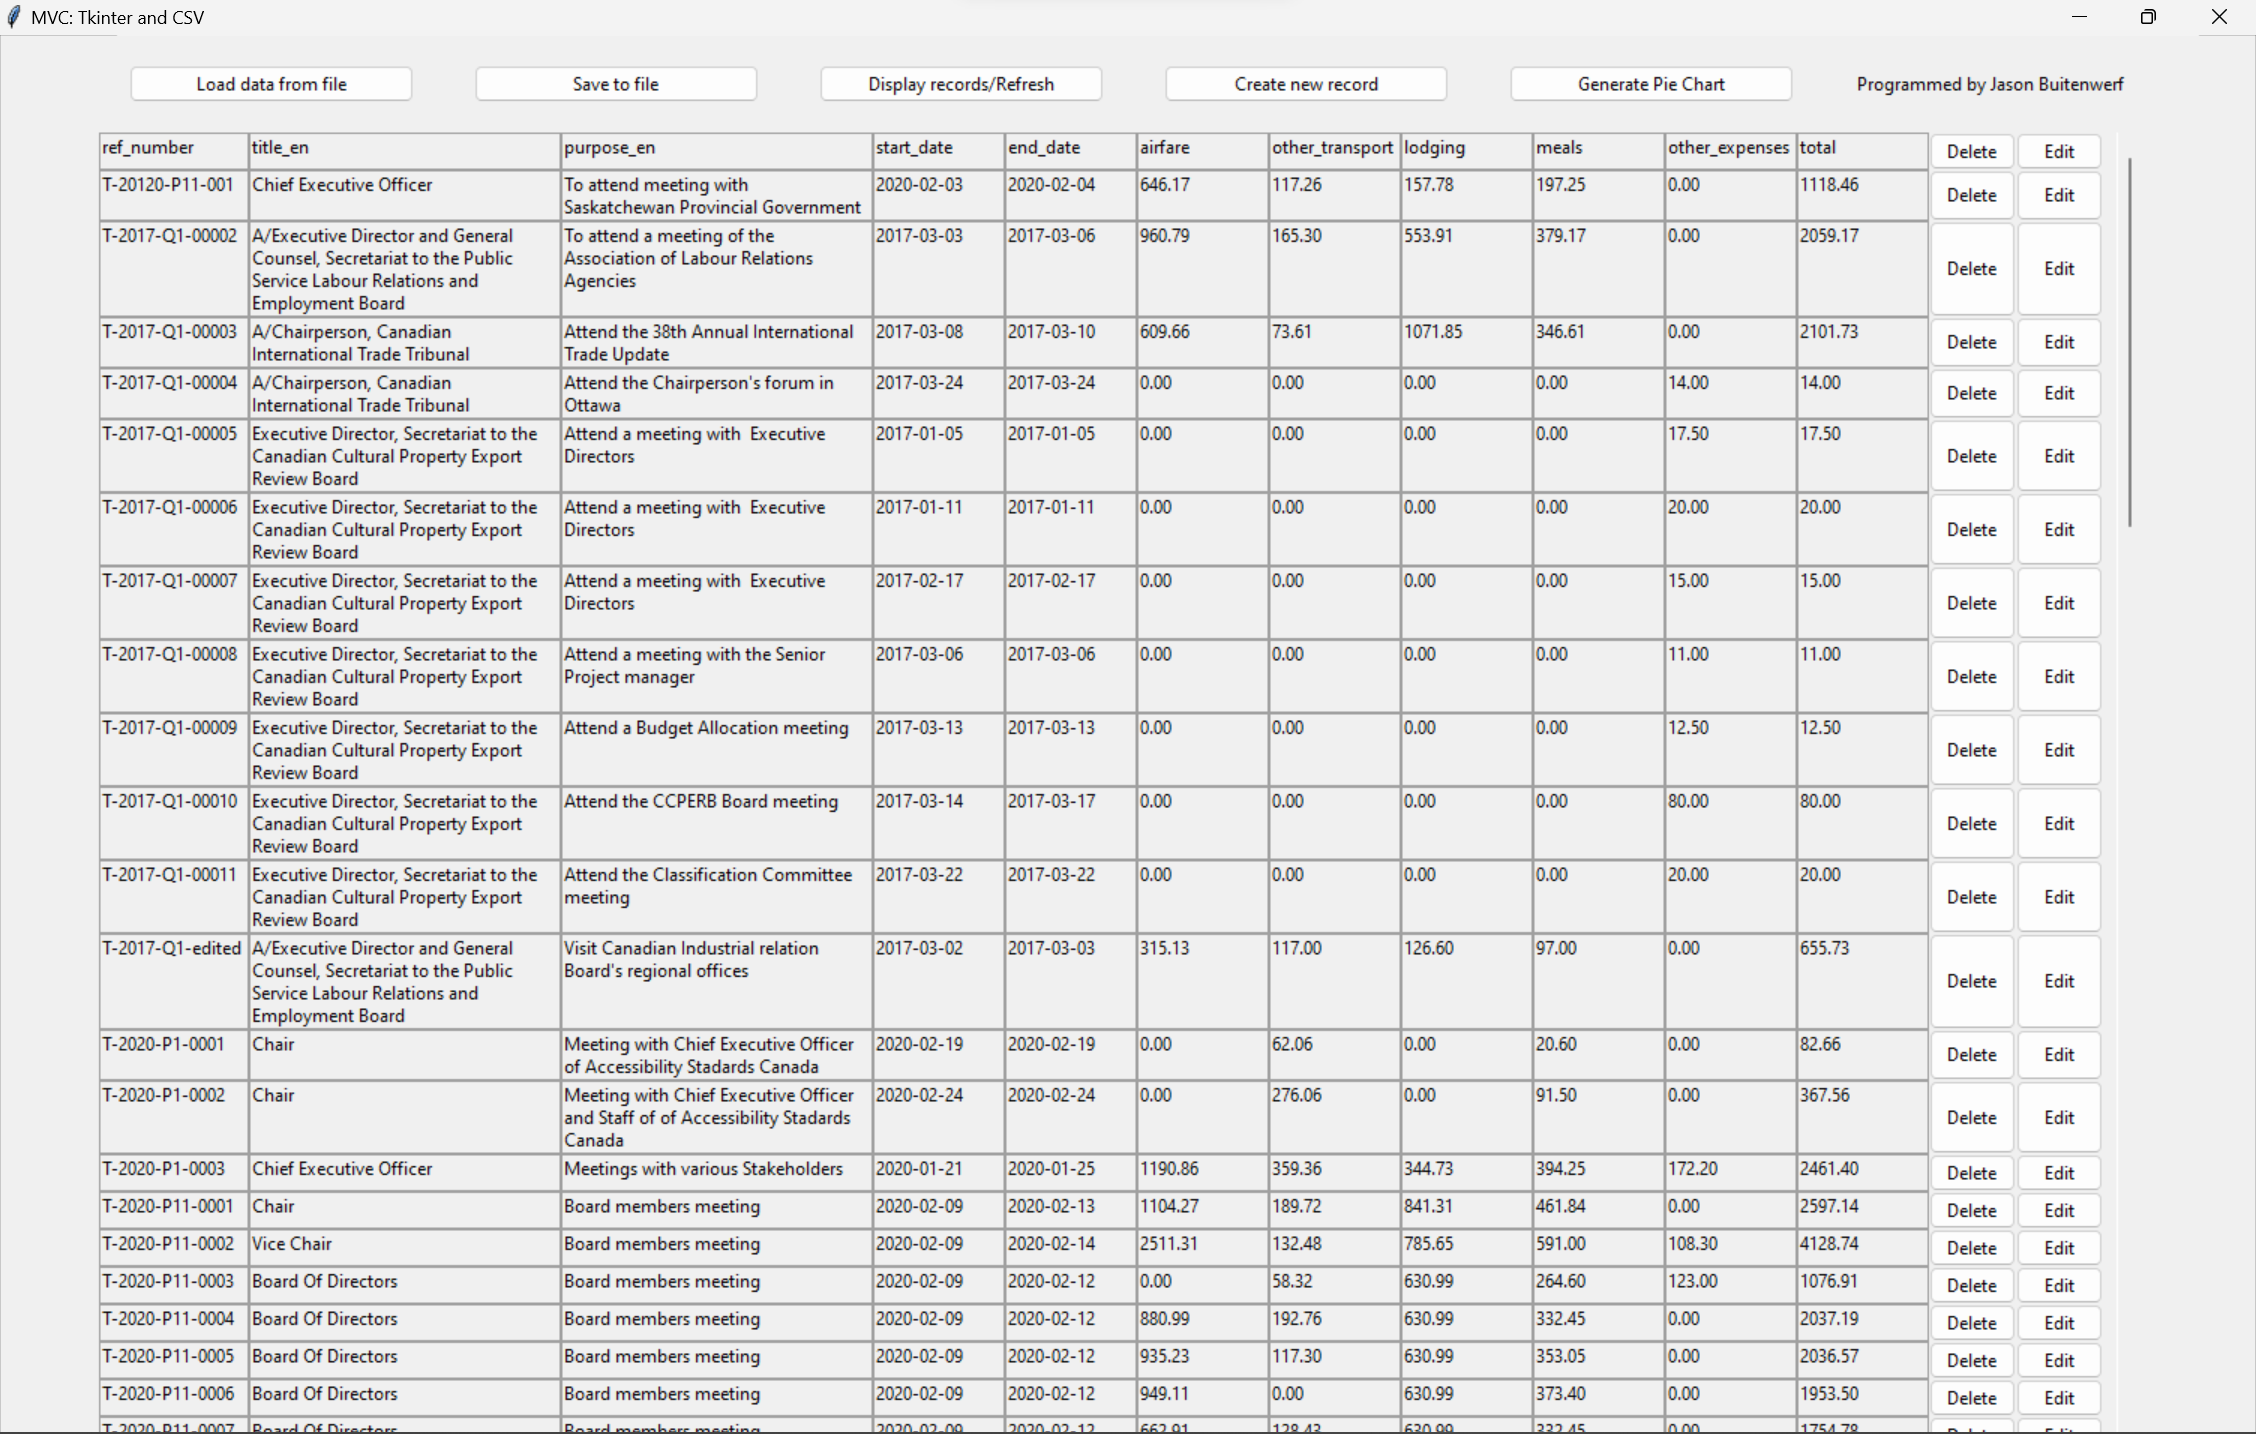 MVC: Tkinter and CSV
Load data from file Save to file Display records/Refresh Create new record Generate Pie Chart Programmed by Jason Buitenwerf
ref_number title_en purpose_en start_date end_date airfare other_transport lodging meals other_expenses total Delete Edit
T-20120-P11-001 Chief Executive Officer To attend meeting with 2020-02-03 2020-02-04 646.17 117.26 157.78 197.25 0.00 1118.46 Delete Edit
Saskatchewan Provincial Government
T-2017-Q1-00002 A/Executive Director and General To attend a meeting of the 2017-03-03 2017-03-06 960.79 165.30 553.91 379.17 0.00 2059.17
Counsel, Secretariat to the Public Association of Labour Relations Delete Edit
Service Labour Relations and Agencies
Employment Board
T-2017-Q1-00003 A/Chairperson, Canadian Attend the 38th Annual International 2017-03-08 2017-03-10 609.66 73.61 1071.85 346.61 0.00 2101.73 Delete Edit
International Trade Tribunal Trade Update
T-2017-Q1-00004 A/Chairperson, Canadian Attend the Chairperson's forum in 2017-03-24 2017-03-24 0.00 0.00 0.00 0.00 14.00 14.00 Delete Edit
International Trade Tribunal Ottawa
T-2017-Q1-00005 Executive Director, Secretariat to the Attend a meeting with  Executive 2017-01-05 2017-01-05 0.00 0.00 0.00 0.00 17.50 17.50
Canadian Cultural Property Export Directors Delete Edit
Review Board
T-2017-Q1-00006 Executive Director, Secretariat to the Attend a meeting with  Executive 2017-01-11 2017-01-11 0.00 0.00 0.00 0.00 20.00 20.00
Canadian Cultural Property Export Directors Delete Edit
Review Board
T-2017-Q1-00007 Executive Director, Secretariat to the Attend a meeting with  Executive 2017-02-17 2017-02-17 0.00 0.00 0.00 0.00 15.00 15.00
Canadian Cultural Property Export Directors Delete Edit
Review Board
T-2017-Q1-00008 Executive Director, Secretariat to the Attend a meeting with the Senior 2017-03-06 2017-03-06 0.00 0.00 0.00 0.00 11.00 11.00
Canadian Cultural Property Export Project manager Delete Edit
Review Board
T-2017-Q1-00009 Executive Director, Secretariat to the Attend a Budget Allocation meeting 2017-03-13 2017-03-13 0.00 0.00 0.00 0.00 12.50 12.50
Canadian Cultural Property Export Delete Edit
Review Board
T-2017-Q1-00010 Executive Director, Secretariat to the Attend the CCPERB Board meeting 2017-03-14 2017-03-17 0.00 0.00 0.00 0.00 80.00 80.00
Canadian Cultural Property Export Delete Edit
Review Board
T-2017-Q1-00011 Executive Director, Secretariat to the Attend the Classification Committee 2017-03-22 2017-03-22 0.00 0.00 0.00 0.00 20.00 20.00
Canadian Cultural Property Export meeting Delete Edit
Review Board
T-2017-Q1-edited A/Executive Director and General Visit Canadian Industrial relation 2017-03-02 2017-03-03 315.13 117.00 126.60 97.00 0.00 655.73
Counsel, Secretariat to the Public Board's regional offices Delete Edit
Service Labour Relations and
Employment Board
T-2020-P1-0001 Chair Meeting with Chief Executive Officer 2020-02-19 2020-02-19 0.00 62.06 0.00 20.60 0.00 82.66 Delete Edit
of Accessibility Stadards Canada
T-2020-P1-0002 Chair Meeting with Chief Executive Officer 2020-02-24 2020-02-24 0.00 276.06 0.00 91.50 0.00 367.56
and Staff of of Accessibility Stadards Delete Edit
Canada
T-2020-P1-0003 Chief Executive Officer Meetings with various Stakeholders 2020-01-21 2020-01-25 1190.86 359.36 344.73 394.25 172.20 2461.40 Delete Edit
T-2020-P11-0001 Chair Board members meeting 2020-02-09 2020-02-13 1104.27 189.72 841.31 461.84 0.00 2597.14 Delete Edit
T-2020-P11-0002 Vice Chair Board members meeting 2020-02-09 2020-02-14 2511.31 132.48 785.65 591.00 108.30 4128.74 Delete Edit
T-2020-P11-0003 Board Of Directors Board members meeting 2020-02-09 2020-02-12 0.00 58.32 630.99 264.60 123.00 1076.91 Delete Edit
T-2020-P11-0004 Board Of Directors Board members meeting 2020-02-09 2020-02-12 880.99 192.76 630.99 332.45 0.00 2037.19 Delete Edit
T-2020-P11-0005 Board Of Directors Board members meeting 2020-02-09 2020-02-12 935.23 117.30 630.99 353.05 0.00 2036.57 Delete Edit
T-2020-P11-0006 Board Of Directors Board members meeting 2020-02-09 2020-02-12 949.11 0.00 630.99 373.40 0.00 1953.50 Delete Edit
T-2020-P11-0007 Board Of Directors Board members meeting 2020-02-09 2020-02-12 662.91 128.43 630.99 332.45 0.00 1754.78